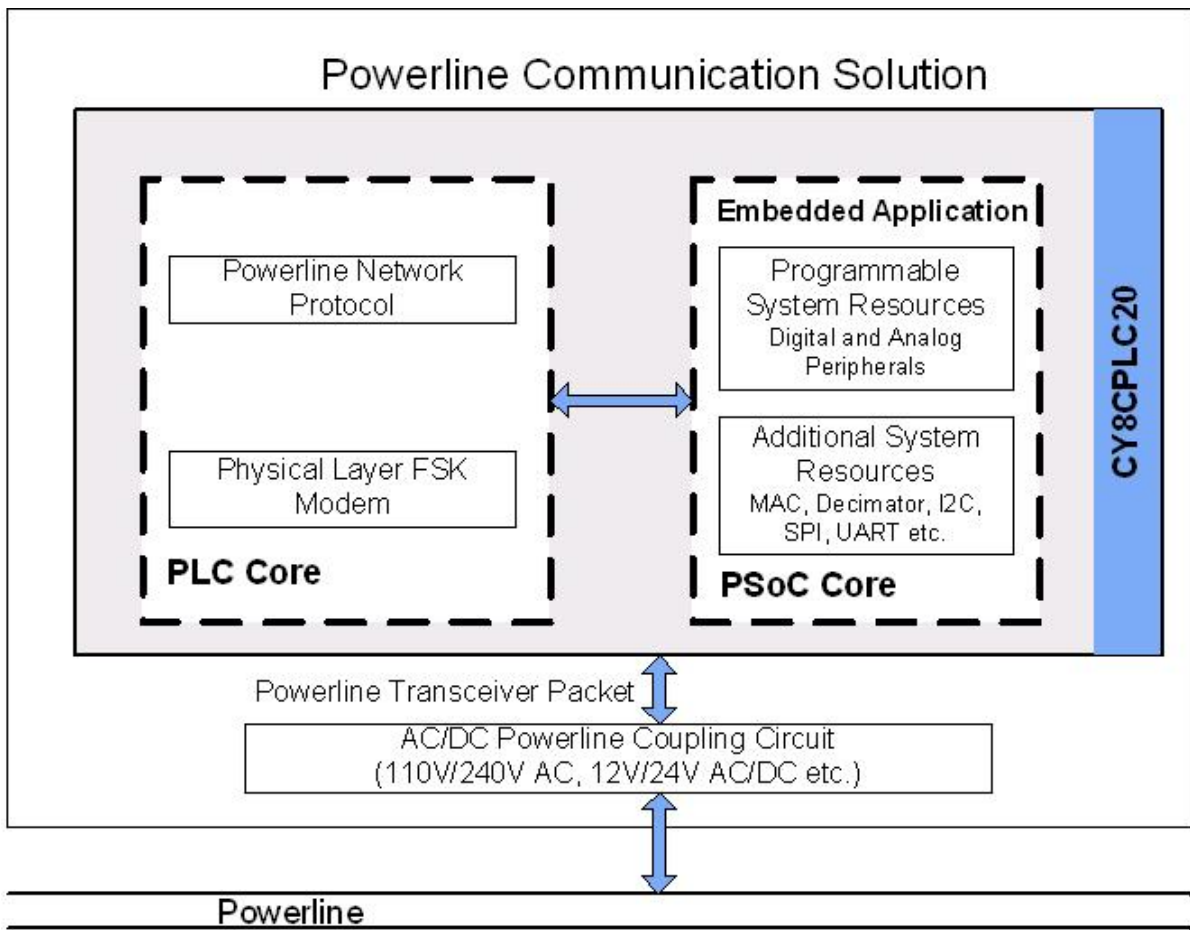 Powerline Communication Solution
Powerline Network
Protocol
Physical Layer FSK
Modem
PLC Core
Embedded Application
Programmable
System Resources
Digital and Analog
Peripherals
Additional System
Resources
MAC, Decimator, I2C,
SPI, UART etc.
PSoC Core
CY8CPLC20
Powerline Transceiver Packet
AC/DC Powerline Coupling Circuit
(110V/240V AC, 12V/24V AC/DC etc.)
Powerline